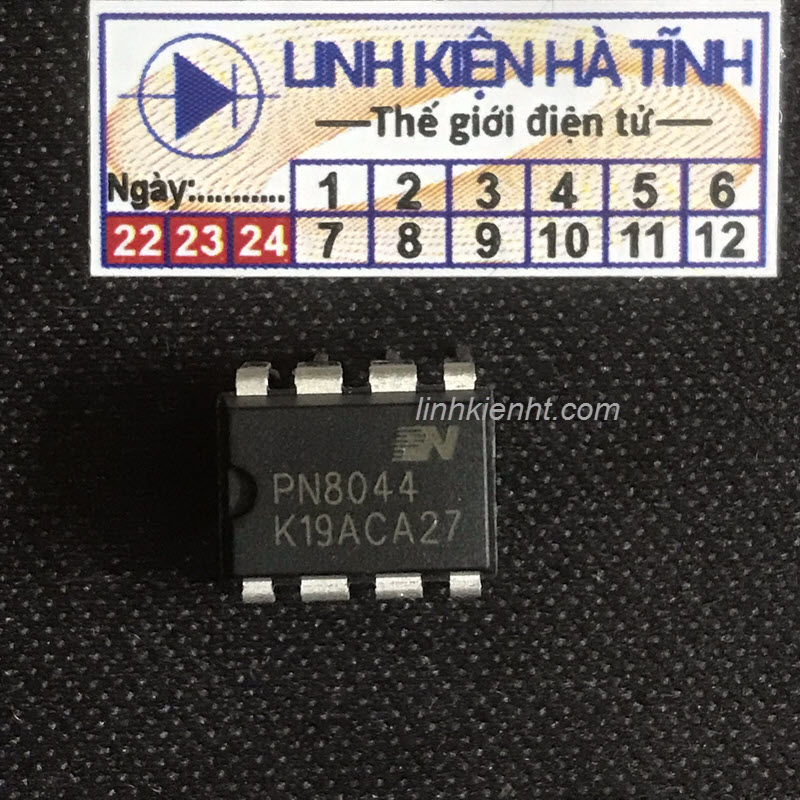 LINH KIỆN HÀ TĨNH
Thế giới điện tử
Ngày:........... 1 2 3 4 5 6
22 23 24 7 8 9 10 11 12
linhkienht.com
PN
PN8044
K19ACA27